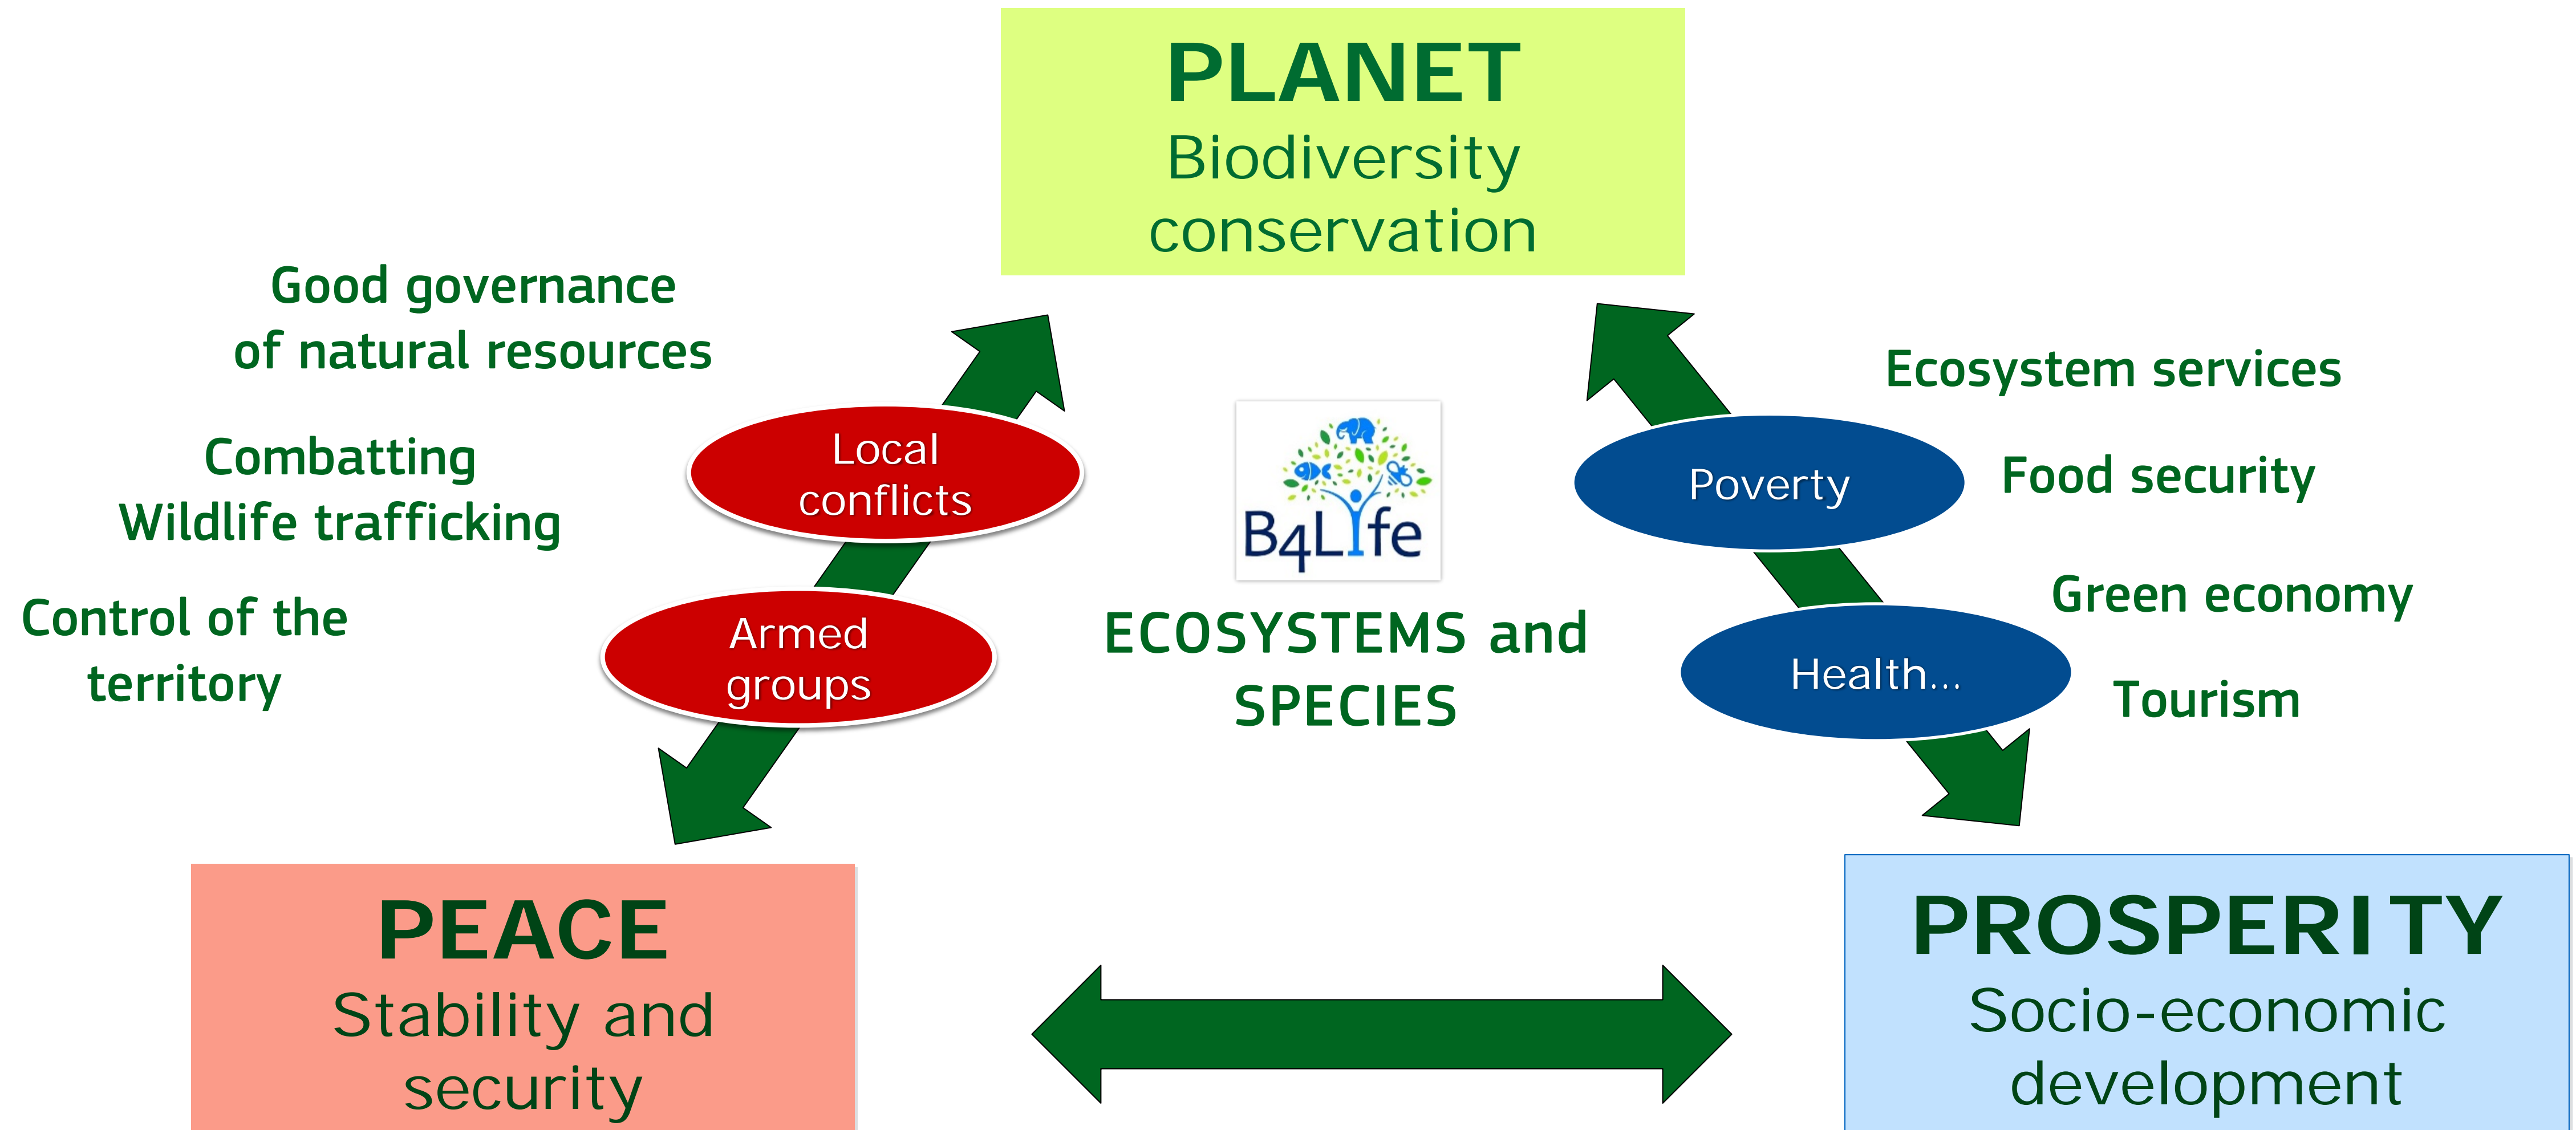 PLANET
Biodiversity
conservation
Good governance
of natural resources
Combatting
Wildlife trafficking
Control of the
territory
Local
conflicts
Armed
groups
B4Life
ECOSYSTEMS and
SPECIES
Poverty
Health...
Ecosystem services
Food security
Green economy
Tourism
PEACE
Stability and
security
PROSPERITY
Socio-economic
development